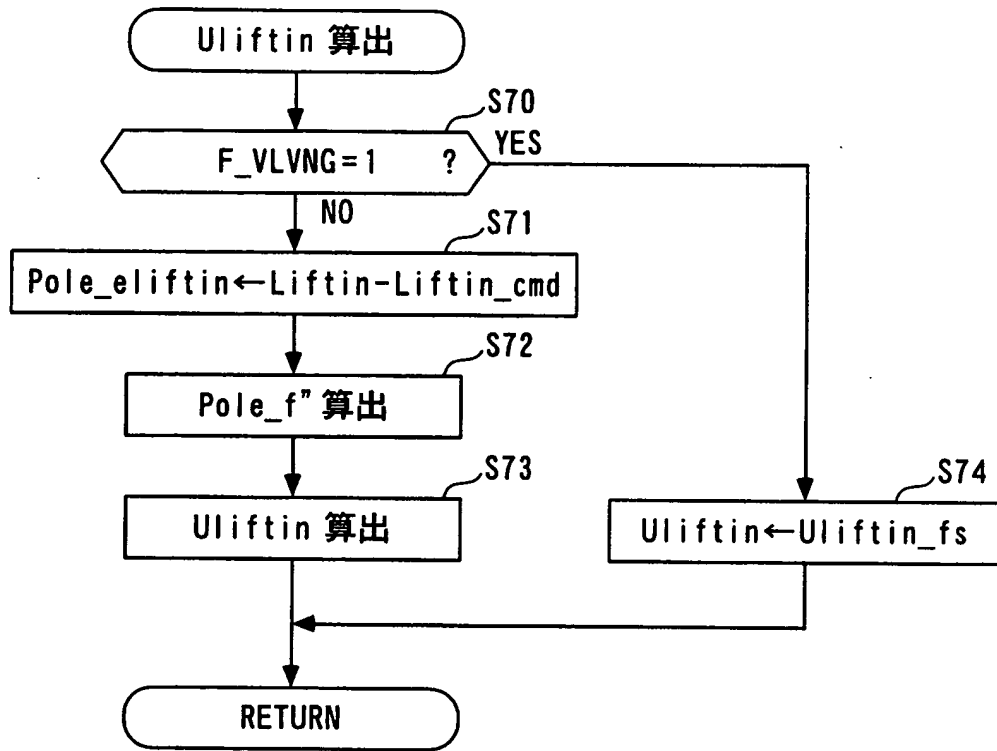 Uliftin 算出
S70
F_VLVNG=1 ?
YES
NO
S71
Pole_eliftin←Liftin-Liftin_cmd
S72
Pole_f” 算出
S73
Uliftin 算出
S74
Uliftin←Uliftin_fs
RETURN